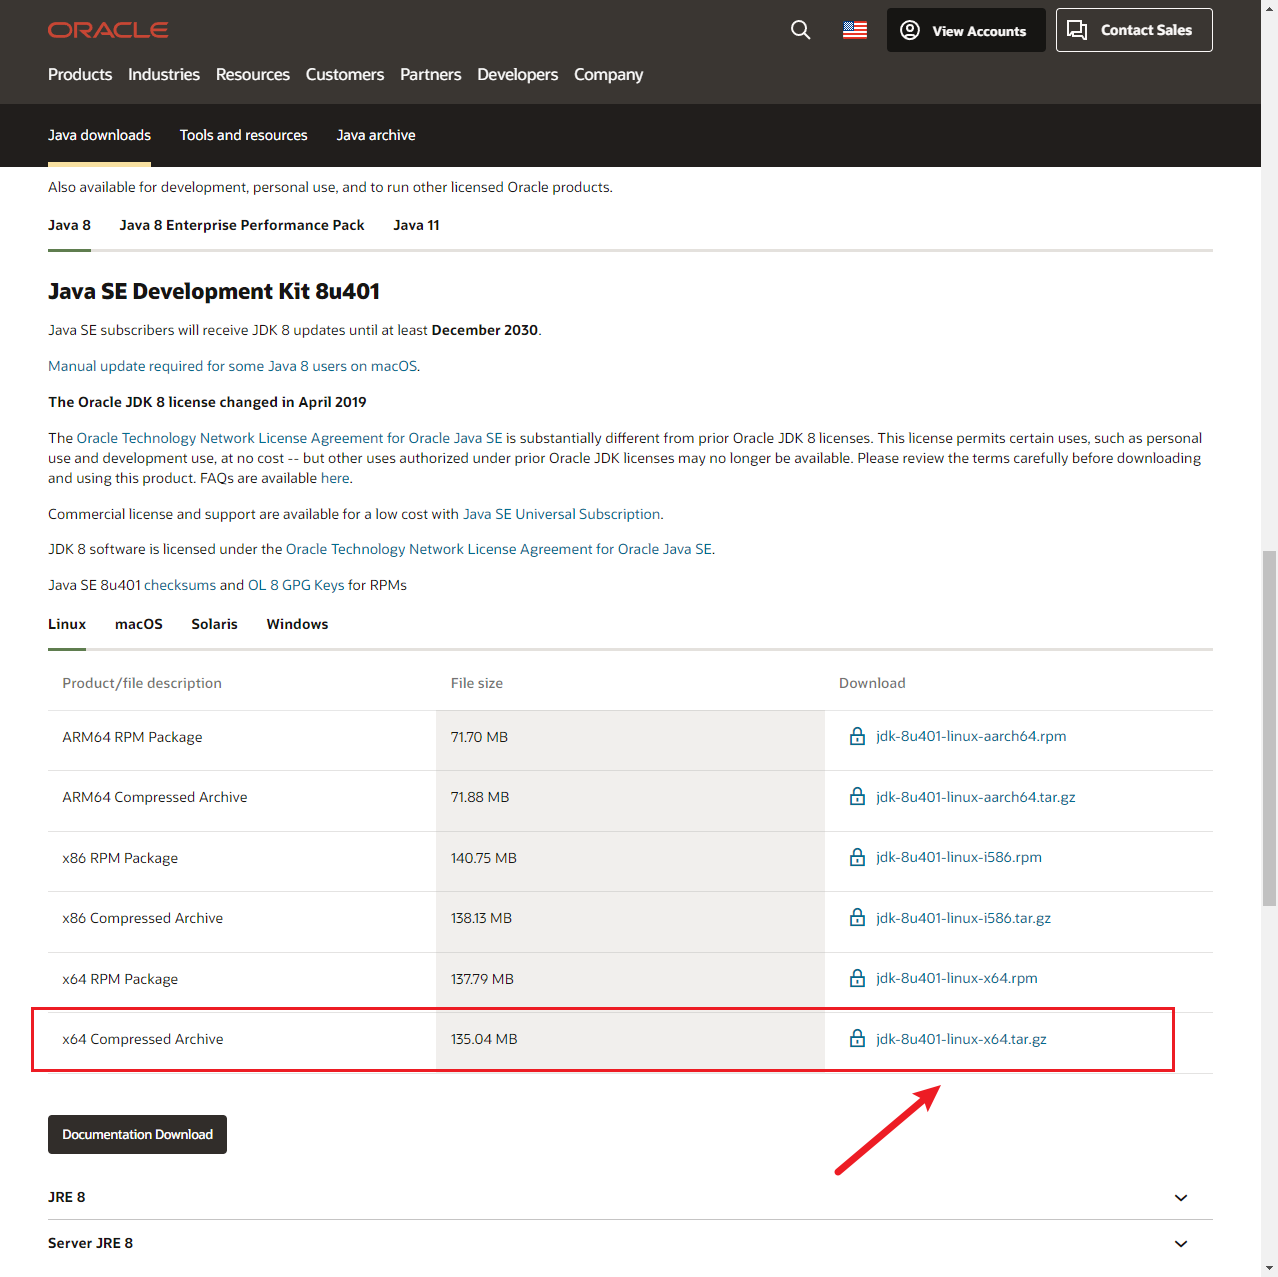 ORACLE
View Accounts
Contact Sales
Products Industries Resources Customers Partners Developers Company
Java downloads Tools and resources Java archive
Also available for development, personal use, and to run other licensed Oracle products.
Java 8 Java 8 Enterprise Performance Pack Java 11
Java SE Development Kit 8u401
Java SE subscribers will receive JDK 8 updates until at least December 2030.
Manual update required for some Java 8 users on macOS.
The Oracle JDK 8 license changed in April 2019
The Oracle Technology Network License Agreement for Oracle Java SE is substantially different from prior Oracle JDK 8 licenses. This license permits certain uses, such as personal
use and development use, at no cost -- but other uses authorized under prior Oracle JDK licenses may no longer be available. Please review the terms carefully before downloading
and using this product. FAQs are available here.
Commercial license and support are available for a low cost with Java SE Universal Subscription.
JDK 8 software is licensed under the Oracle Technology Network License Agreement for Oracle Java SE.
Java SE 8u401 checksums and OL 8 GPG Keys for RPMs
Linux macOS Solaris Windows
Product/file description File size Download
ARM64 RPM Package 71.70 MB jdk-8u401-linux-aarch64.rpm
ARM64 Compressed Archive 71.88 MB jdk-8u401-linux-aarch64.tar.gz
x86 RPM Package 140.75 MB jdk-8u401-linux-i586.rpm
x86 Compressed Archive 138.13 MB jdk-8u401-linux-i586.tar.gz
x64 RPM Package 137.79 MB jdk-8u401-linux-x64.rpm
x64 Compressed Archive 135.04 MB jdk-8u401-linux-x64.tar.gz
Documentation Download
JRE 8
Server JRE 8